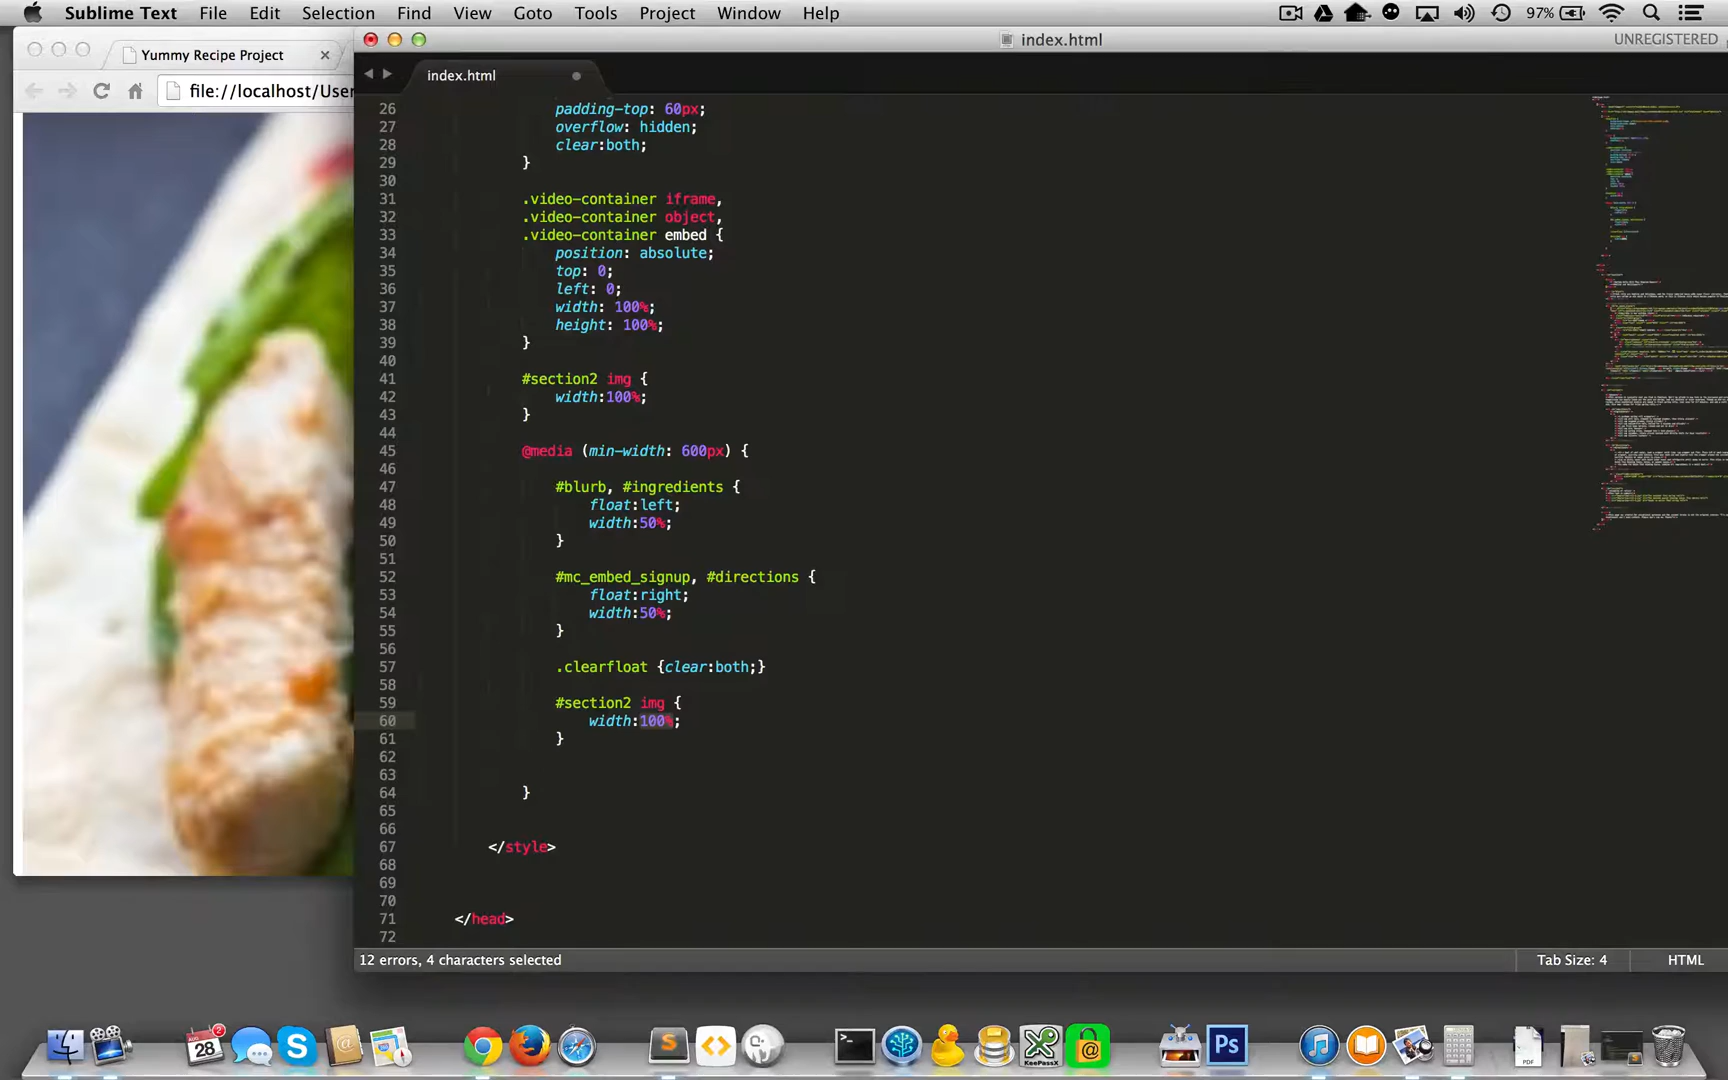 Sublime Text File Edit Selection Find View Goto Tools Project Window Help 97%
Yummy Recipe Project
file://localhost/User
index.html
UNREGISTERED
index.html
26 padding-top: 60px;
27 overflow: hidden;
28 clear:both;
29 }
30
31 .video-container iframe,
32 .video-container object,
33 .video-container embed {
34 position: absolute;
35 top: 0;
36 left: 0;
37 width: 100%;
38 height: 100%;
39 }
40
41 #section2 img {
42 width:100%;
43 }
44
45 @media (min-width: 600px) {
46
47 #blurb, #ingredients {
48 float:left;
49 width:50%;
50 }
51
52 #mc_embed_signup, #directions {
53 float:right;
54 width:50%;
55 }
56
57 .clearfloat {clear:both;}
58
59 #section2 img {
60 width:100%;
61 }
62
63
64 }
65
66
67 </style>
68
69
70
71 </head>
72
12 errors, 4 characters selected
Tab Size: 4
HTML
2
28
S
S
@
KeePassX
@
Ps
PDF